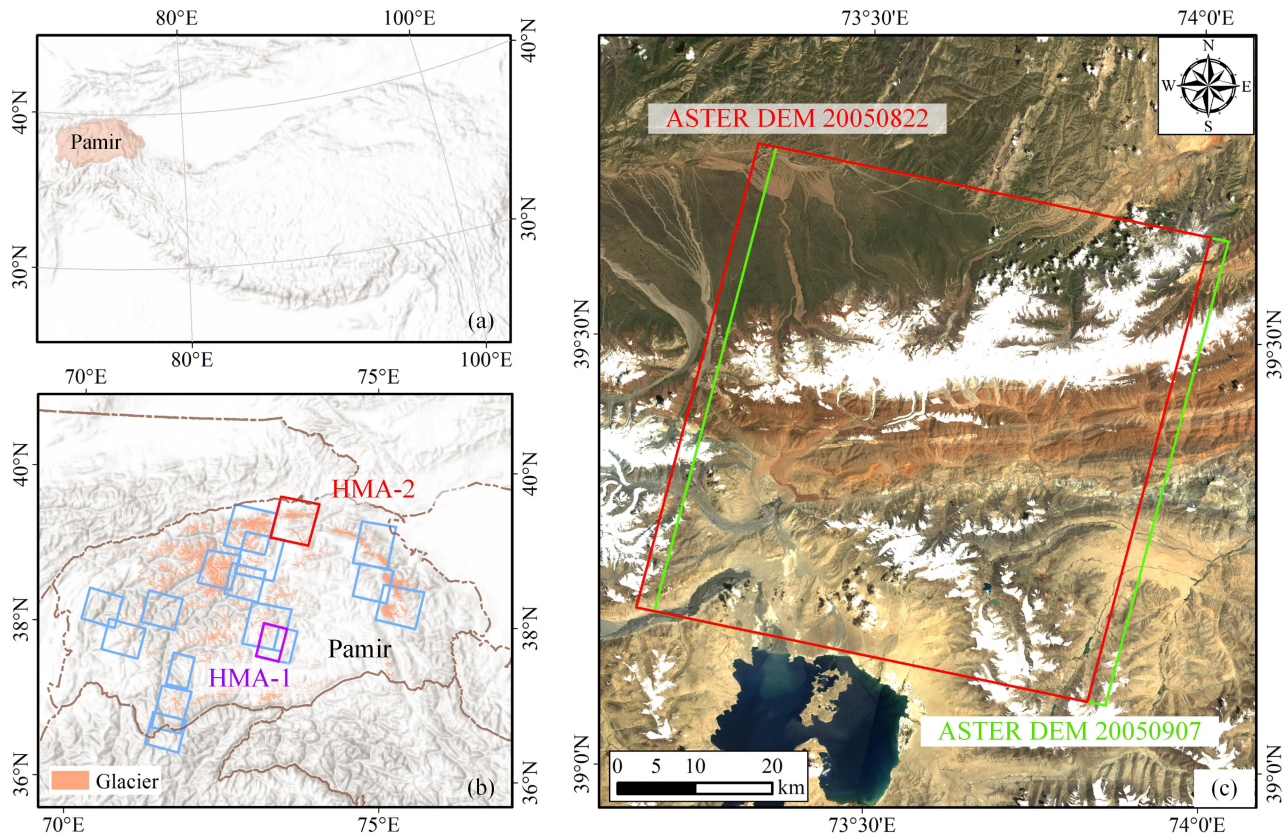 80°E
100°E
40°N
40°N
Pamir
30°N
30°N
(a)
80°E
100°E
70°E
75°E
40°N
40°N
HMA-2
38°N
38°N
Pamir
HMA-1
Glacier
36°N
36°N
(b)
70°E
75°E
73°30'E
74°0'E
N
W
E
S
ASTER DEM 20050822
39°30'N
39°30'N
ASTER DEM 20050907
39°0'N
39°0'N
0 5 10 20
km
(c)
73°30'E
74°0'E